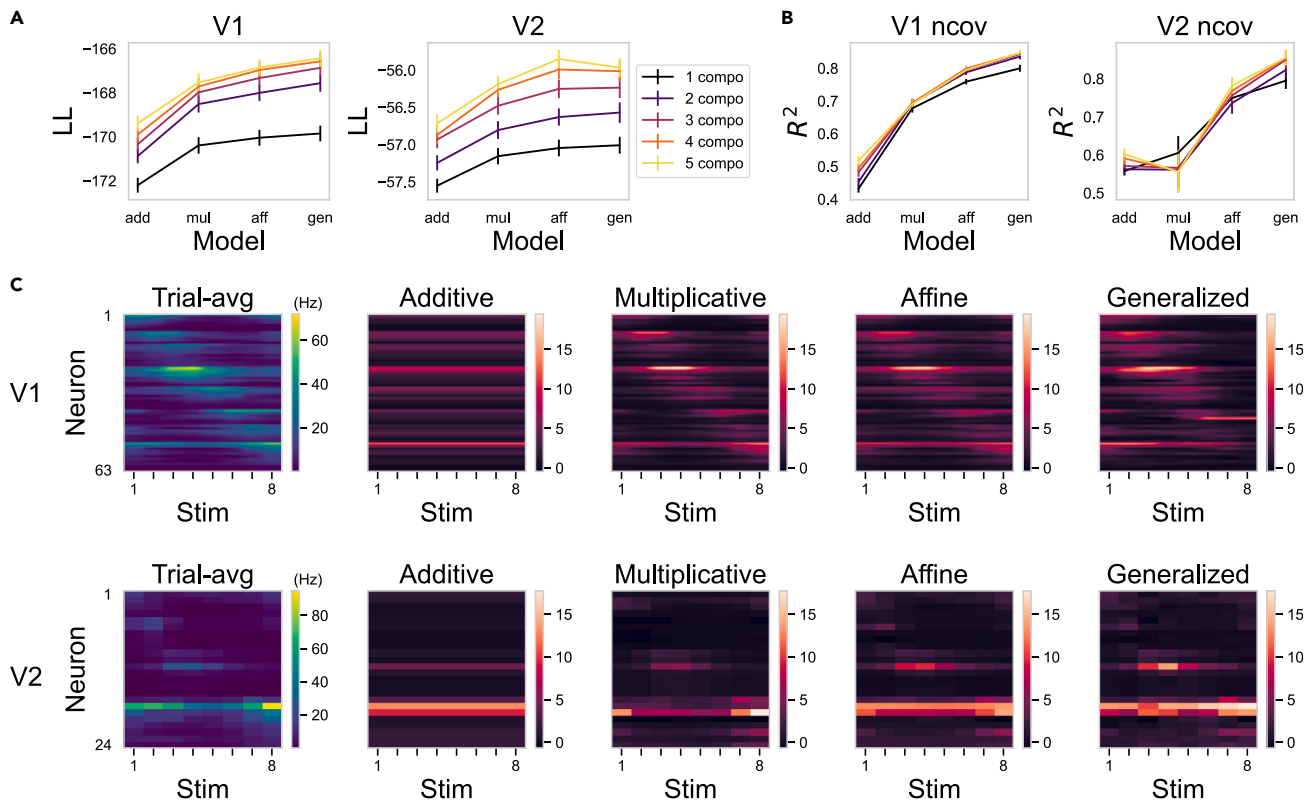 A
V1
V2
−166
−168
−170
−172
LL
add mul aff gen
Model
−56.0
−56.5
−57.0
−57.5
LL
add mul aff gen
Model
1 compo
2 compo
3 compo
4 compo
5 compo
B
V1 ncov
V2 ncov
0.8
0.7
0.6
0.5
0.4
R²
add mul aff gen
Model
0.8
0.7
0.6
0.5
R²
add mul aff gen
Model
C
V1
Trial-avg
(Hz)
1
Neuron
63
60
40
20
1 8
Stim
Additive
15
10
5
0
1 8
Stim
Multiplicative
15
10
5
0
1 8
Stim
Affine
15
10
5
0
1 8
Stim
Generalized
15
10
5
0
1 8
Stim
V2
Trial-avg
(Hz)
1
Neuron
24
80
60
40
20
1 8
Stim
Additive
15
10
5
0
1 8
Stim
Multiplicative
15
10
5
0
1 8
Stim
Affine
15
10
5
0
1 8
Stim
Generalized
15
10
5
0
1 8
Stim